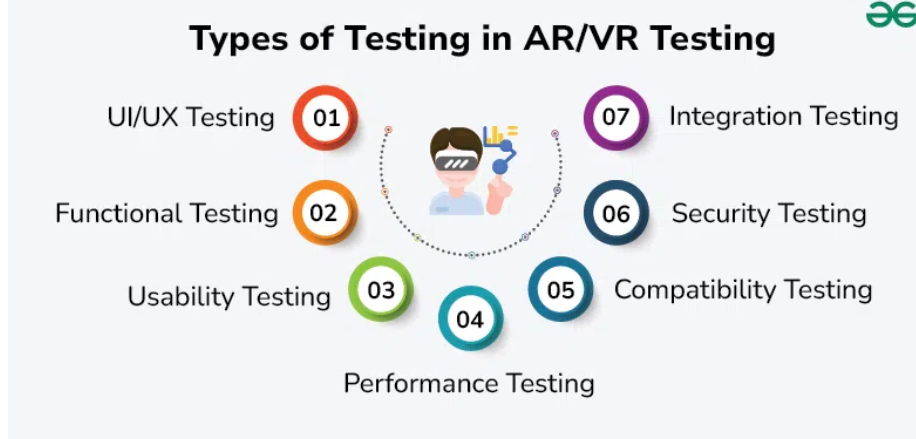 Types of Testing in AR/VR Testing
UI/UX Testing
01
Functional Testing
02
Usability Testing
03
04
Performance Testing
05
Compatibility Testing
06
Security Testing
07
Integration Testing